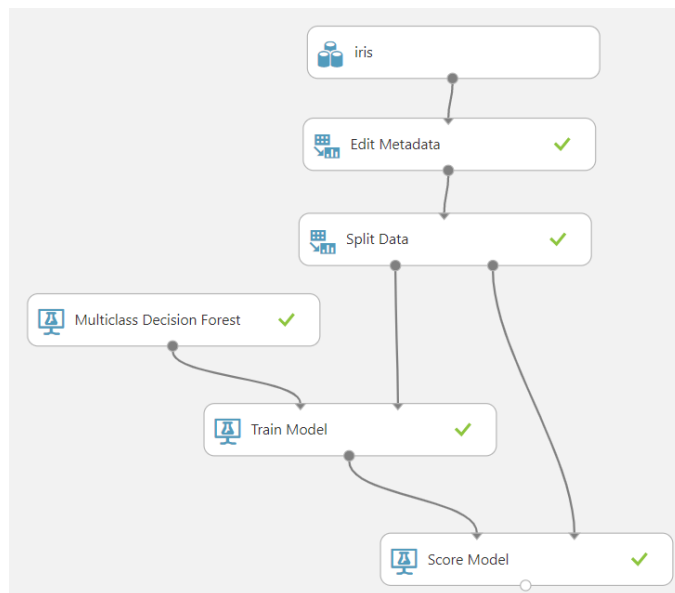 iris
Edit Metadata
Split Data
Multiclass Decision Forest
Train Model
Score Model